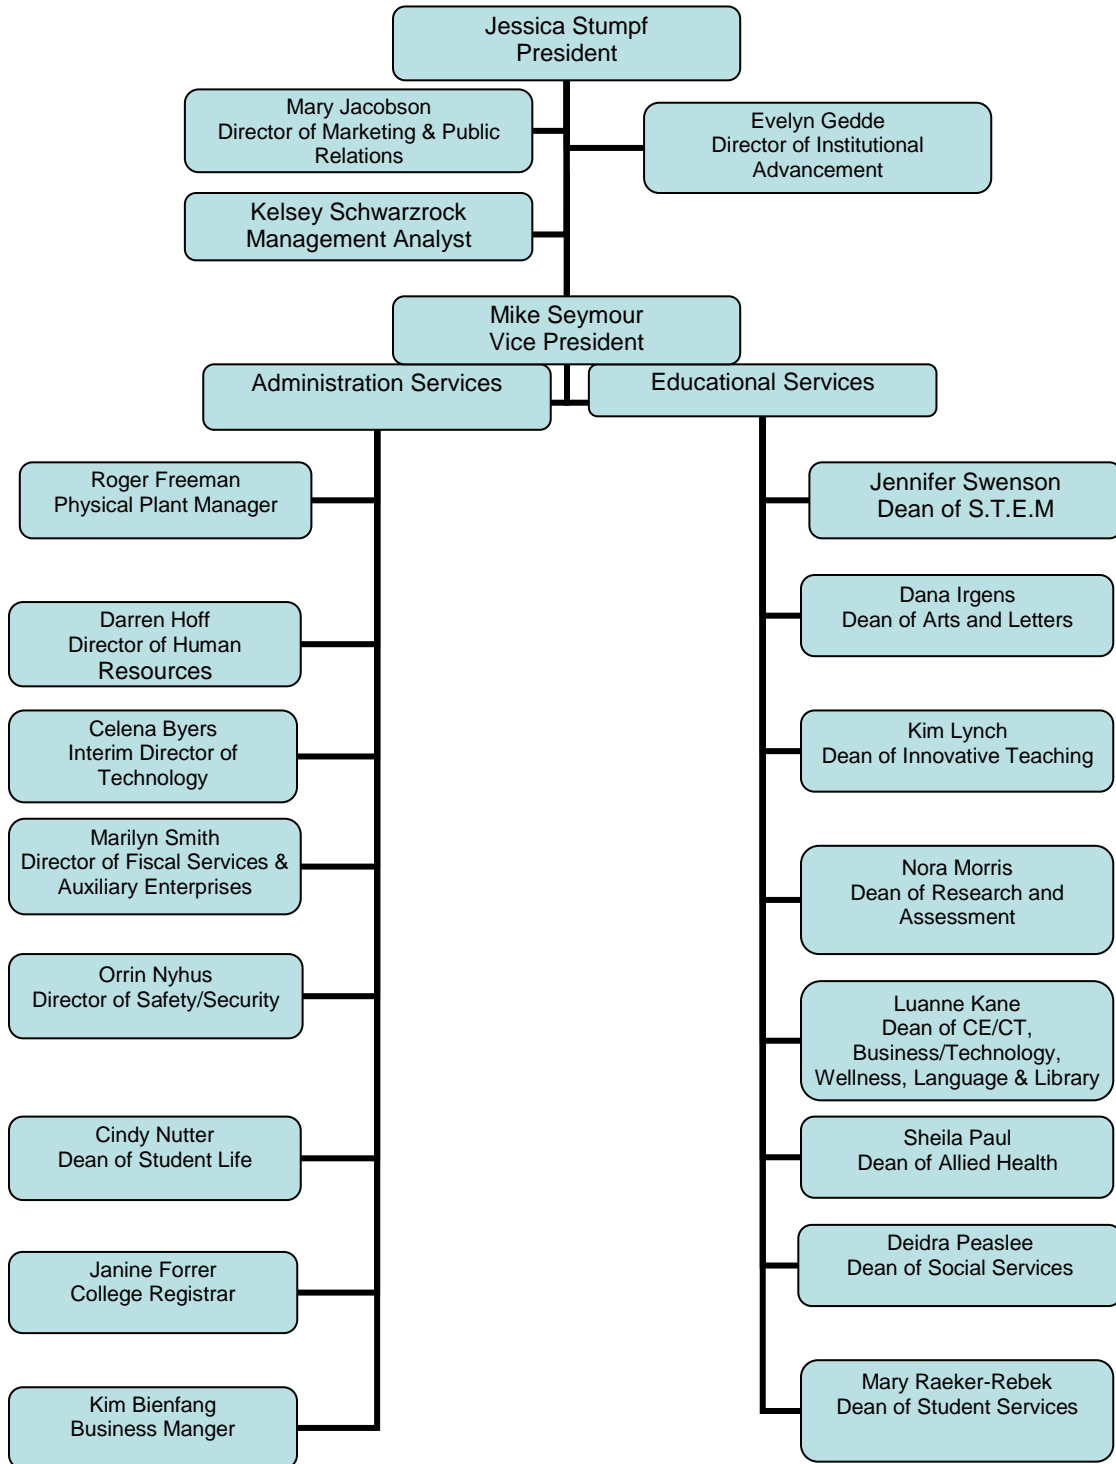 Jessica Stumpf
President
Mary Jacobson
Director of Marketing & Public
Relations
Evelyn Gedde
Director of Institutional
Advancement
Kelsey Schwarzrock
Management Analyst
Mike Seymour
Vice President
Administration Services
Educational Services
Roger Freeman
Physical Plant Manager
Darren Hoff
Director of Human
Resources
Celena Byers
Interim Director of
Technology
Marilyn Smith
Director of Fiscal Services &
Auxiliary Enterprises
Orrin Nyhus
Director of Safety/Security
Cindy Nutter
Dean of Student Life
Janine Forrer
College Registrar
Kim Bienfang
Business Manger
Jennifer Swenson
Dean of S.T.E.M
Dana Irgens
Dean of Arts and Letters
Kim Lynch
Dean of Innovative Teaching
Nora Morris
Dean of Research and
Assessment
Luanne Kane
Dean of CE/CT,
Business/Technology,
Wellness, Language & Library
Sheila Paul
Dean of Allied Health
Deidra Peaslee
Dean of Social Services
Mary Raeker-Rebek
Dean of Student Services